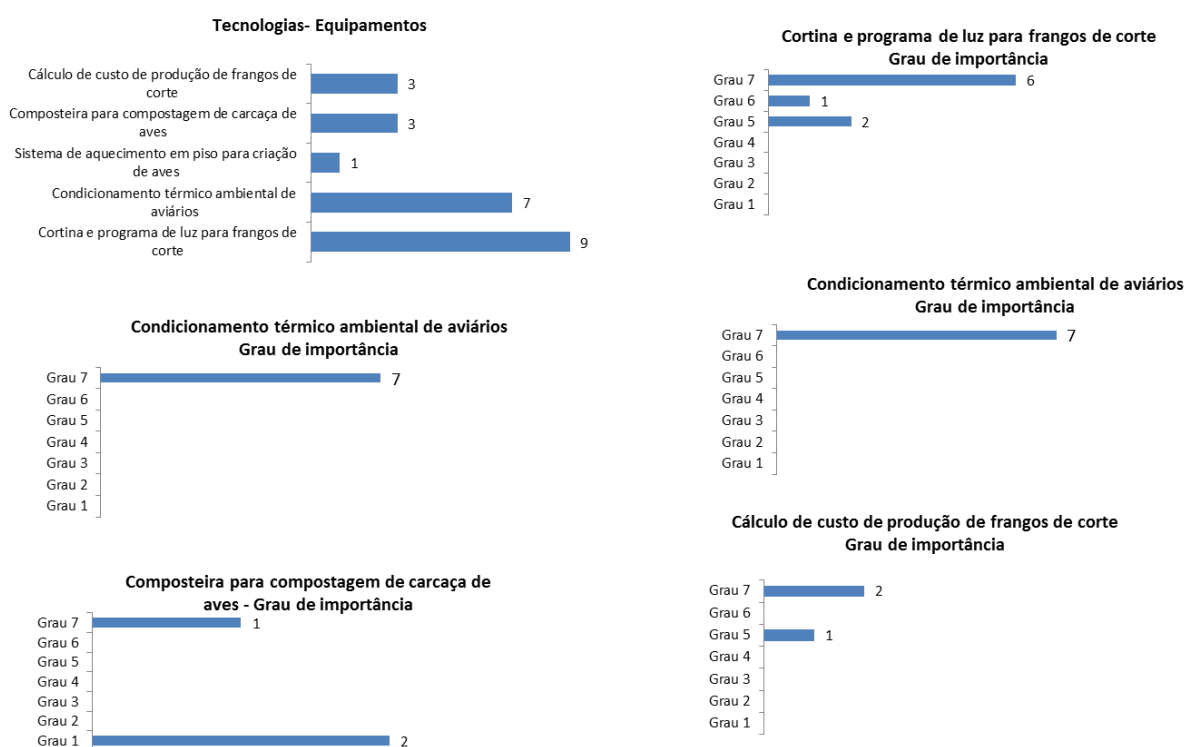 Tecnologias- Equipamentos
Cálculo de custo de produção de frangos de
corte
3
Composteira para compostagem de carcaça de
aves
3
Sistema de aquecimento em piso para criação
de aves
1
Condicionamento térmico ambiental de
aviários
7
Cortina e programa de luz para frangos de
corte
9
Cortina e programa de luz para frangos de corte
Grau de importância
Grau 7 6
Grau 6 1
Grau 5 2
Grau 4
Grau 3
Grau 2
Grau 1
Condicionamento térmico ambiental de aviários
Grau de importância
Grau 7 7
Grau 6
Grau 5
Grau 4
Grau 3
Grau 2
Grau 1
Condicionamento térmico ambiental de aviários
Grau de importância
Grau 7 7
Grau 6
Grau 5
Grau 4
Grau 3
Grau 2
Grau 1
Composteira para compostagem de carcaça de
aves - Grau de importância
Grau 7 1
Grau 6
Grau 5
Grau 4
Grau 3
Grau 2
Grau 1 2
Cálculo de custo de produção de frangos de corte
Grau de importância
Grau 7 2
Grau 6
Grau 5 1
Grau 4
Grau 3
Grau 2
Grau 1